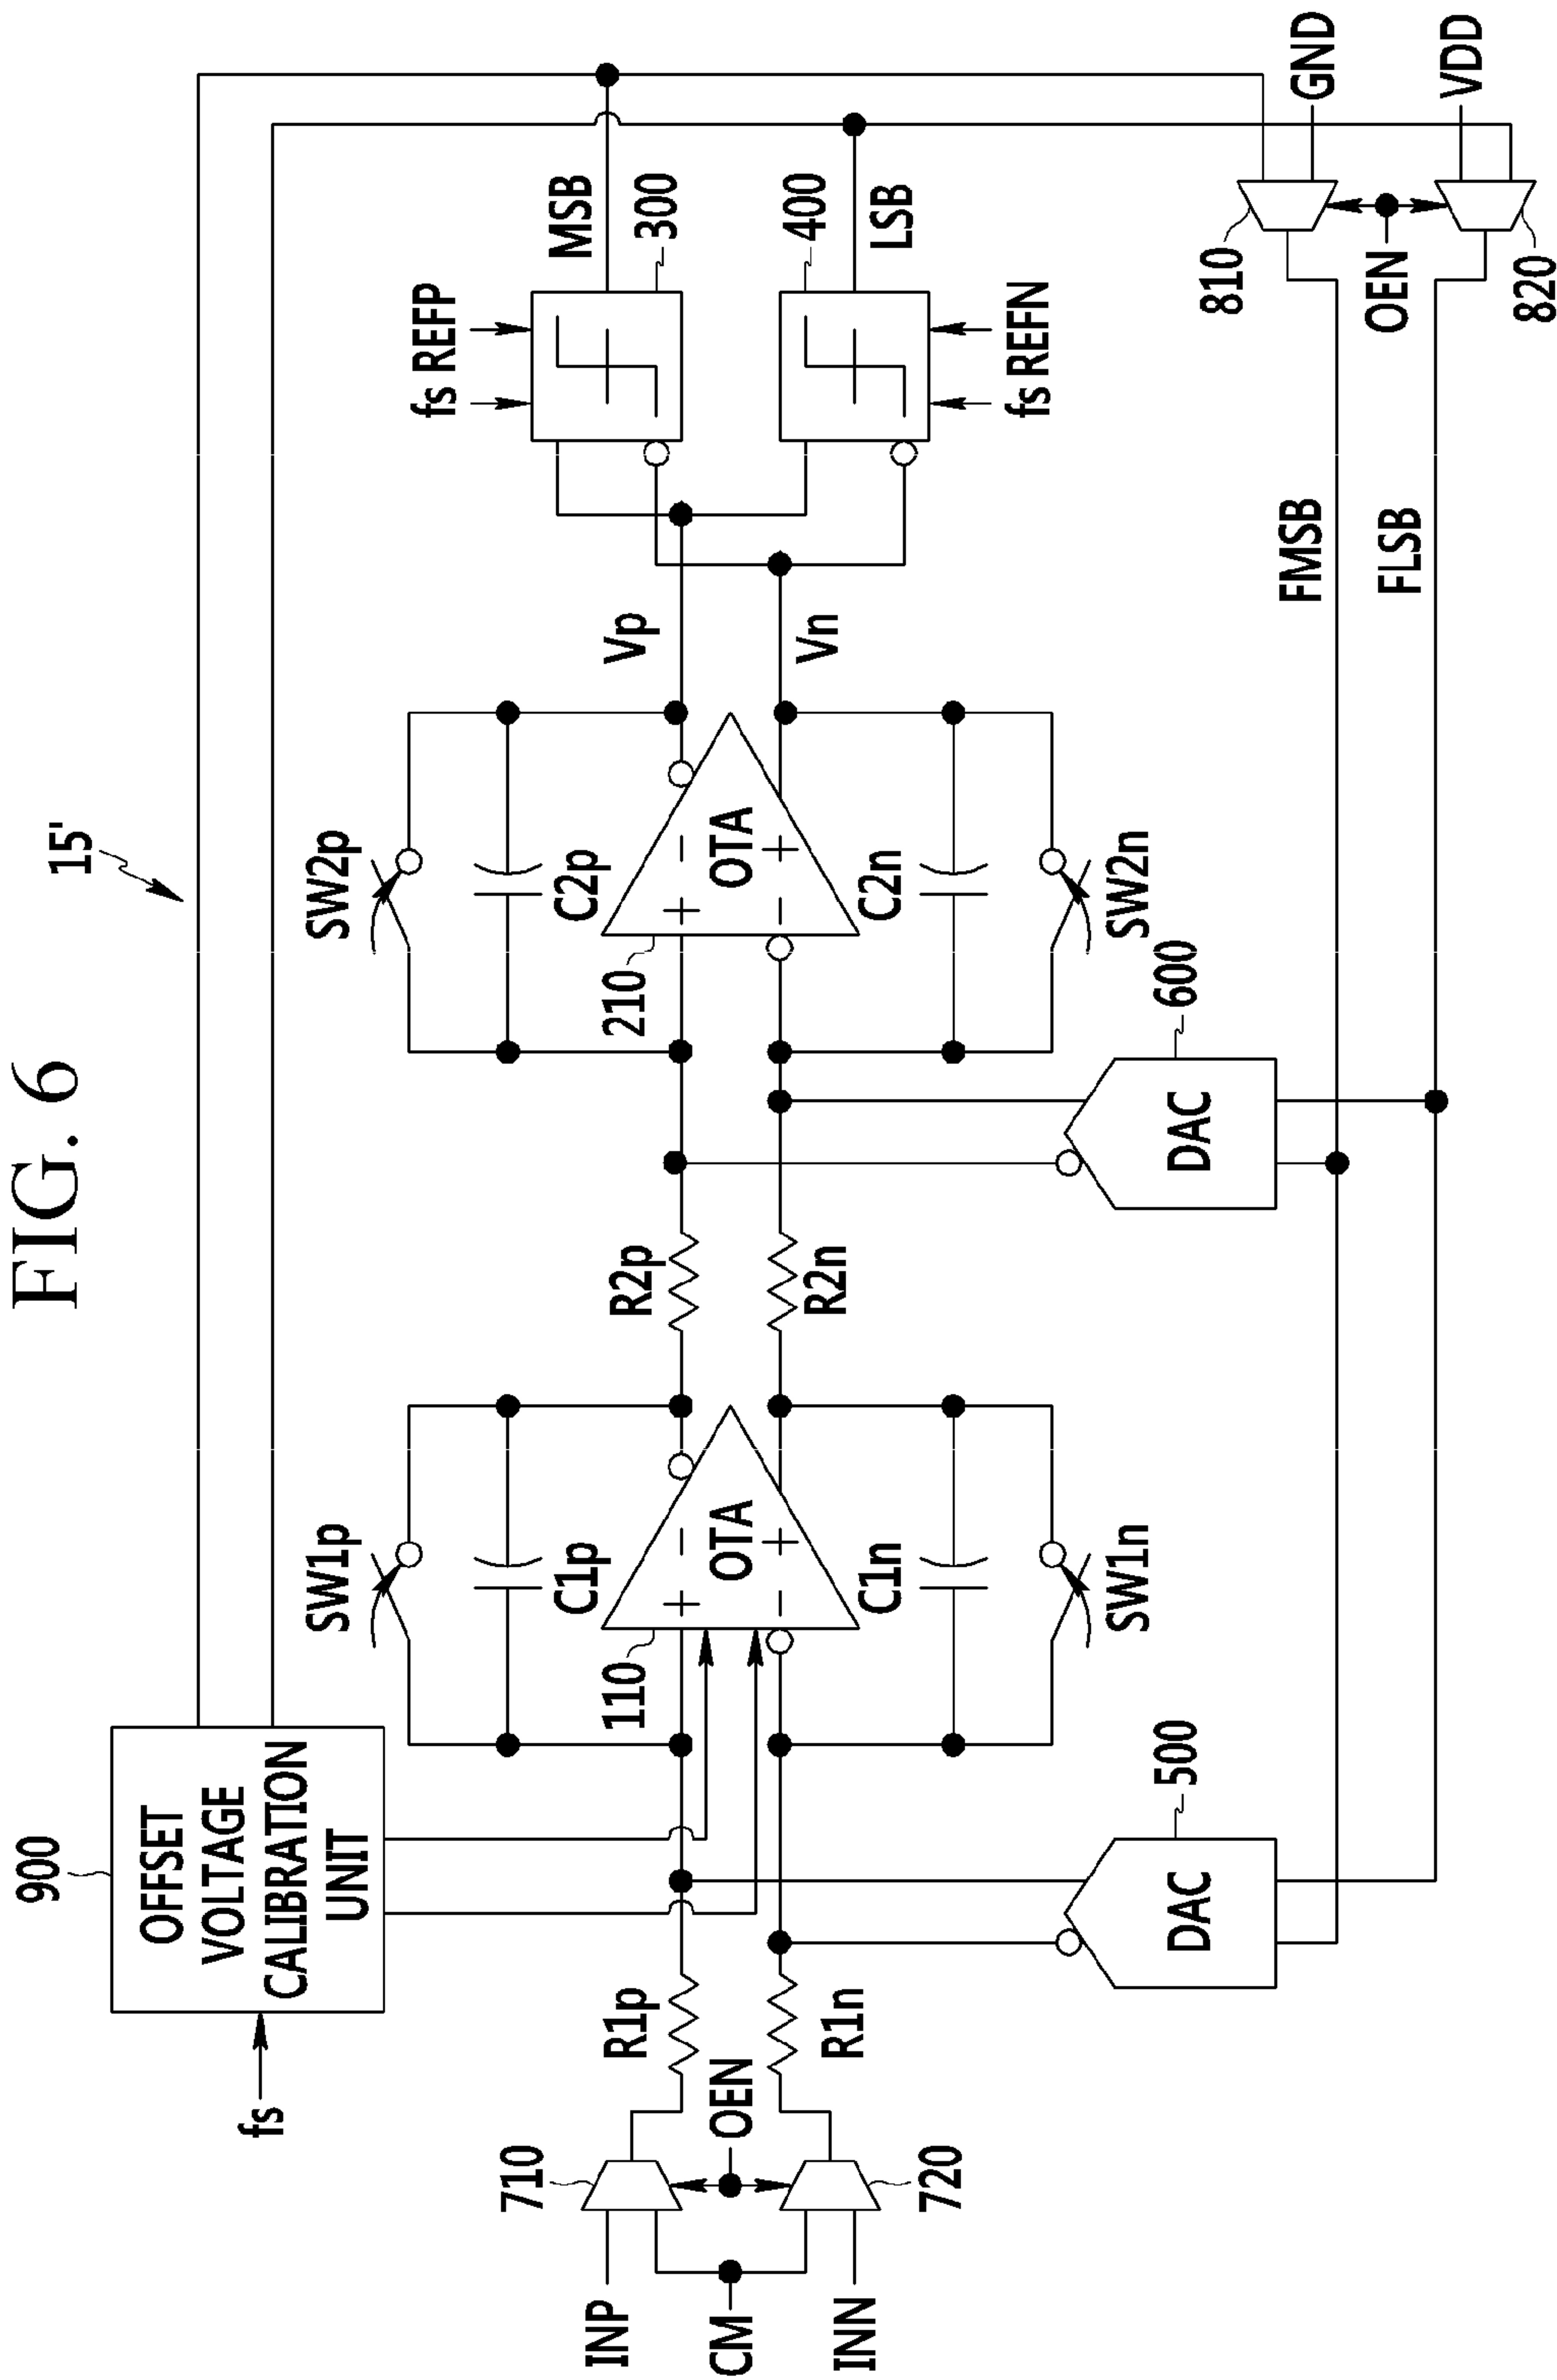 FIG. 6
15'
900
OFFSET
VOLTAGE
CALIBRATION
UNIT
fs
SW1p
C1p
SW2p
C2p
fs REFP
MSB
300
710
INP
R1p
110
OTA
R2p
210
OTA
Vp
CM
OEN
INN
720
R1n
C1n
SW1n
R2n
C2n
SW2n
Vn
400
LSB
fs REFN
500
DAC
600
DAC
810
GND
FMSB
OEN
FLSB
VDD
820